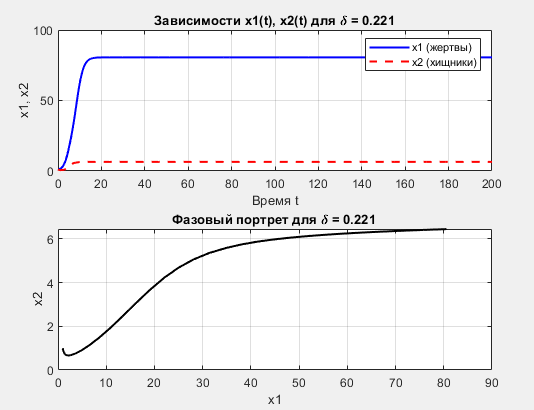 Зависимости x1(t), x2(t) для δ = 0.221
100
50
0
x1, x2
x1 (жертвы)
x2 (хищники)
0 20 40 60 80 100 120 140 160 180 200
Время t
Фазовый портрет для δ = 0.221
6
4
2
0
x2
0 10 20 30 40 50 60 70 80 90
x1